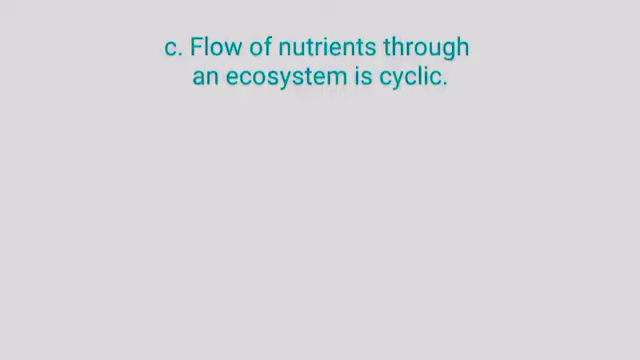 c. Flow of nutrients through
an ecosystem is cyclic.